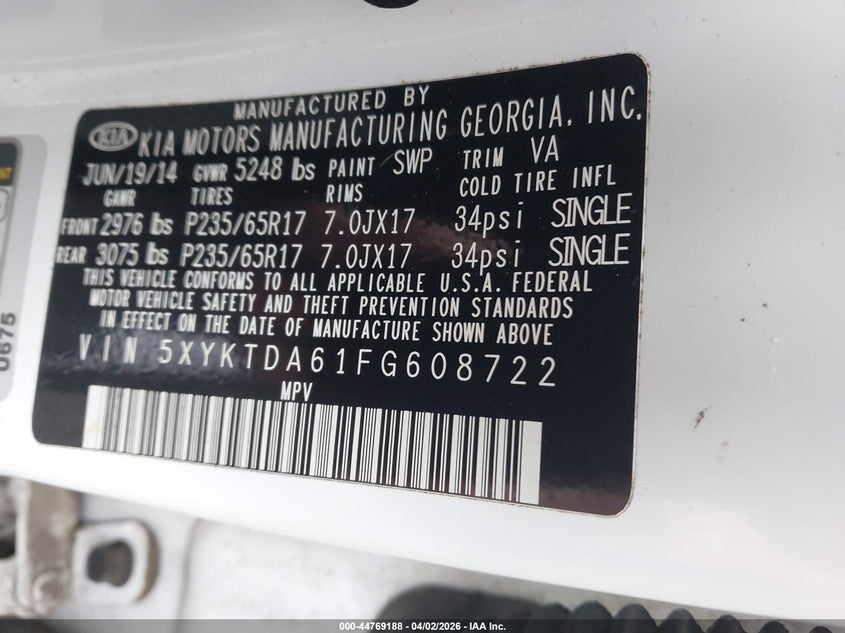 MANUFACTURED BY
KIA KIA MOTORS MANUFACTURING GEORGIA, INC.
JUN/19/14 GVWR 5248 lbs PAINT SWP TRIM VA
GAWR TIRES RIMS COLD TIRE INFL
FRONT 2976 lbs P235/65R17 7.0JX17 34psi SINGLE
REAR 3075 lbs P235/65R17 7.0JX17 34psi SINGLE
THIS VEHICLE CONFORMS TO ALL APPLICABLE U.S.A. FEDERAL
MOTOR VEHICLE SAFETY AND THEFT PREVENTION STANDARDS
IN EFFECT ON THE DATE OF MANUFACTURE SHOWN ABOVE
VIN 5XYKTDA61FG608722
MPV
0675
000-44769188 - 04/02/2026 - IAA Inc.